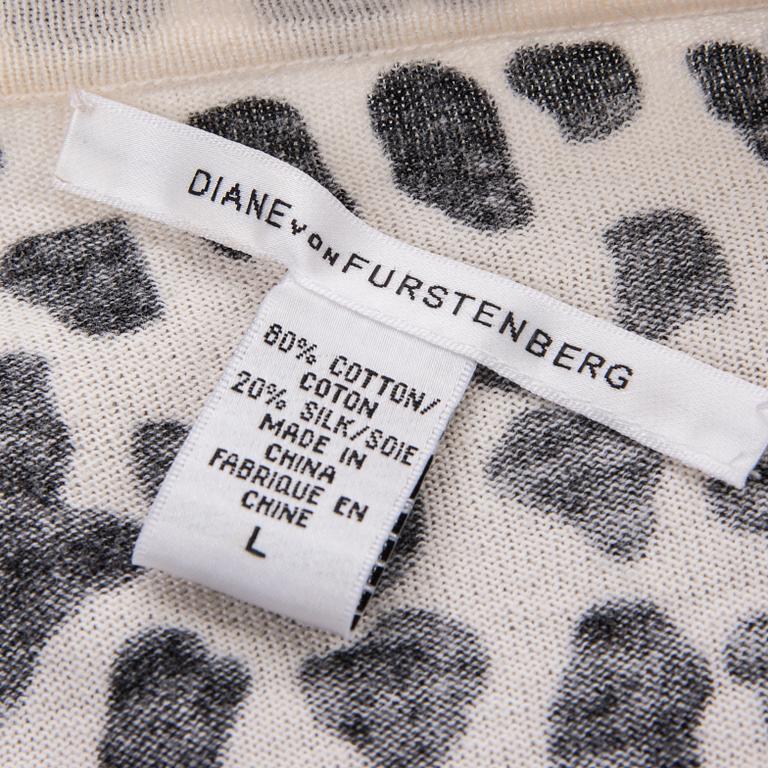 DIANE VON FURSTENBERG
80% COTTON/
COTON
20% SILK/SOIE
MADE IN
CHINA
FABRIQUE EN
CHINE
L